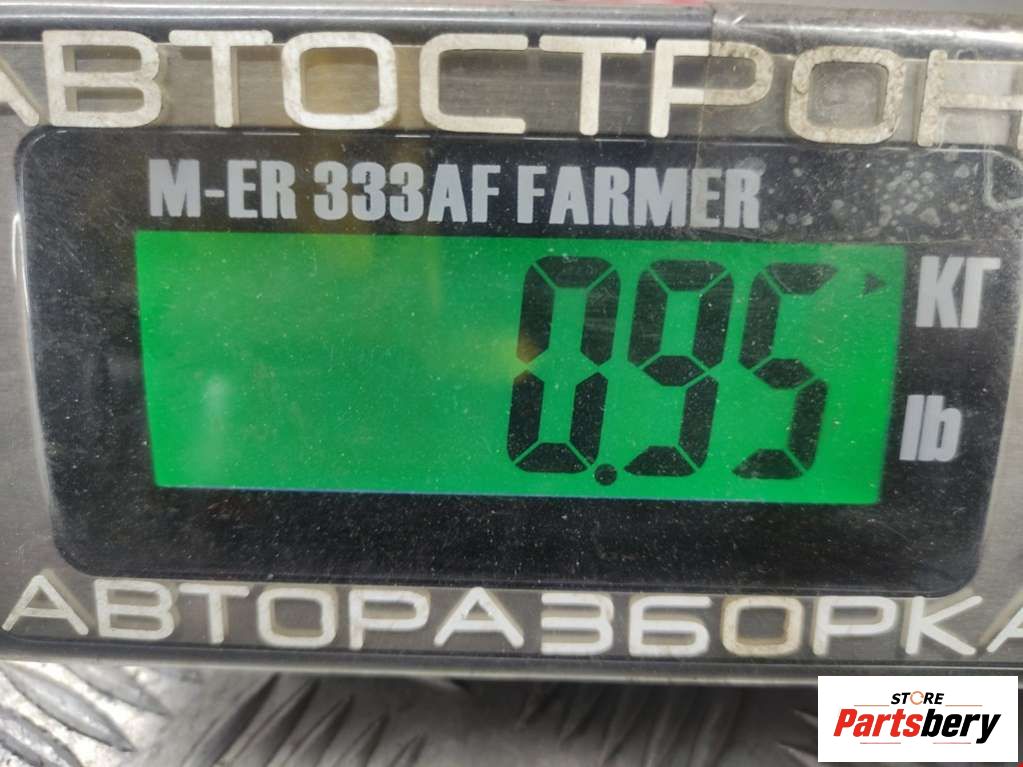 АВТОСТРОН
M-ER 333AF FARMER
0.95
КГ
lb
АВТОРАЗБОРКА
STORE
Partsbery